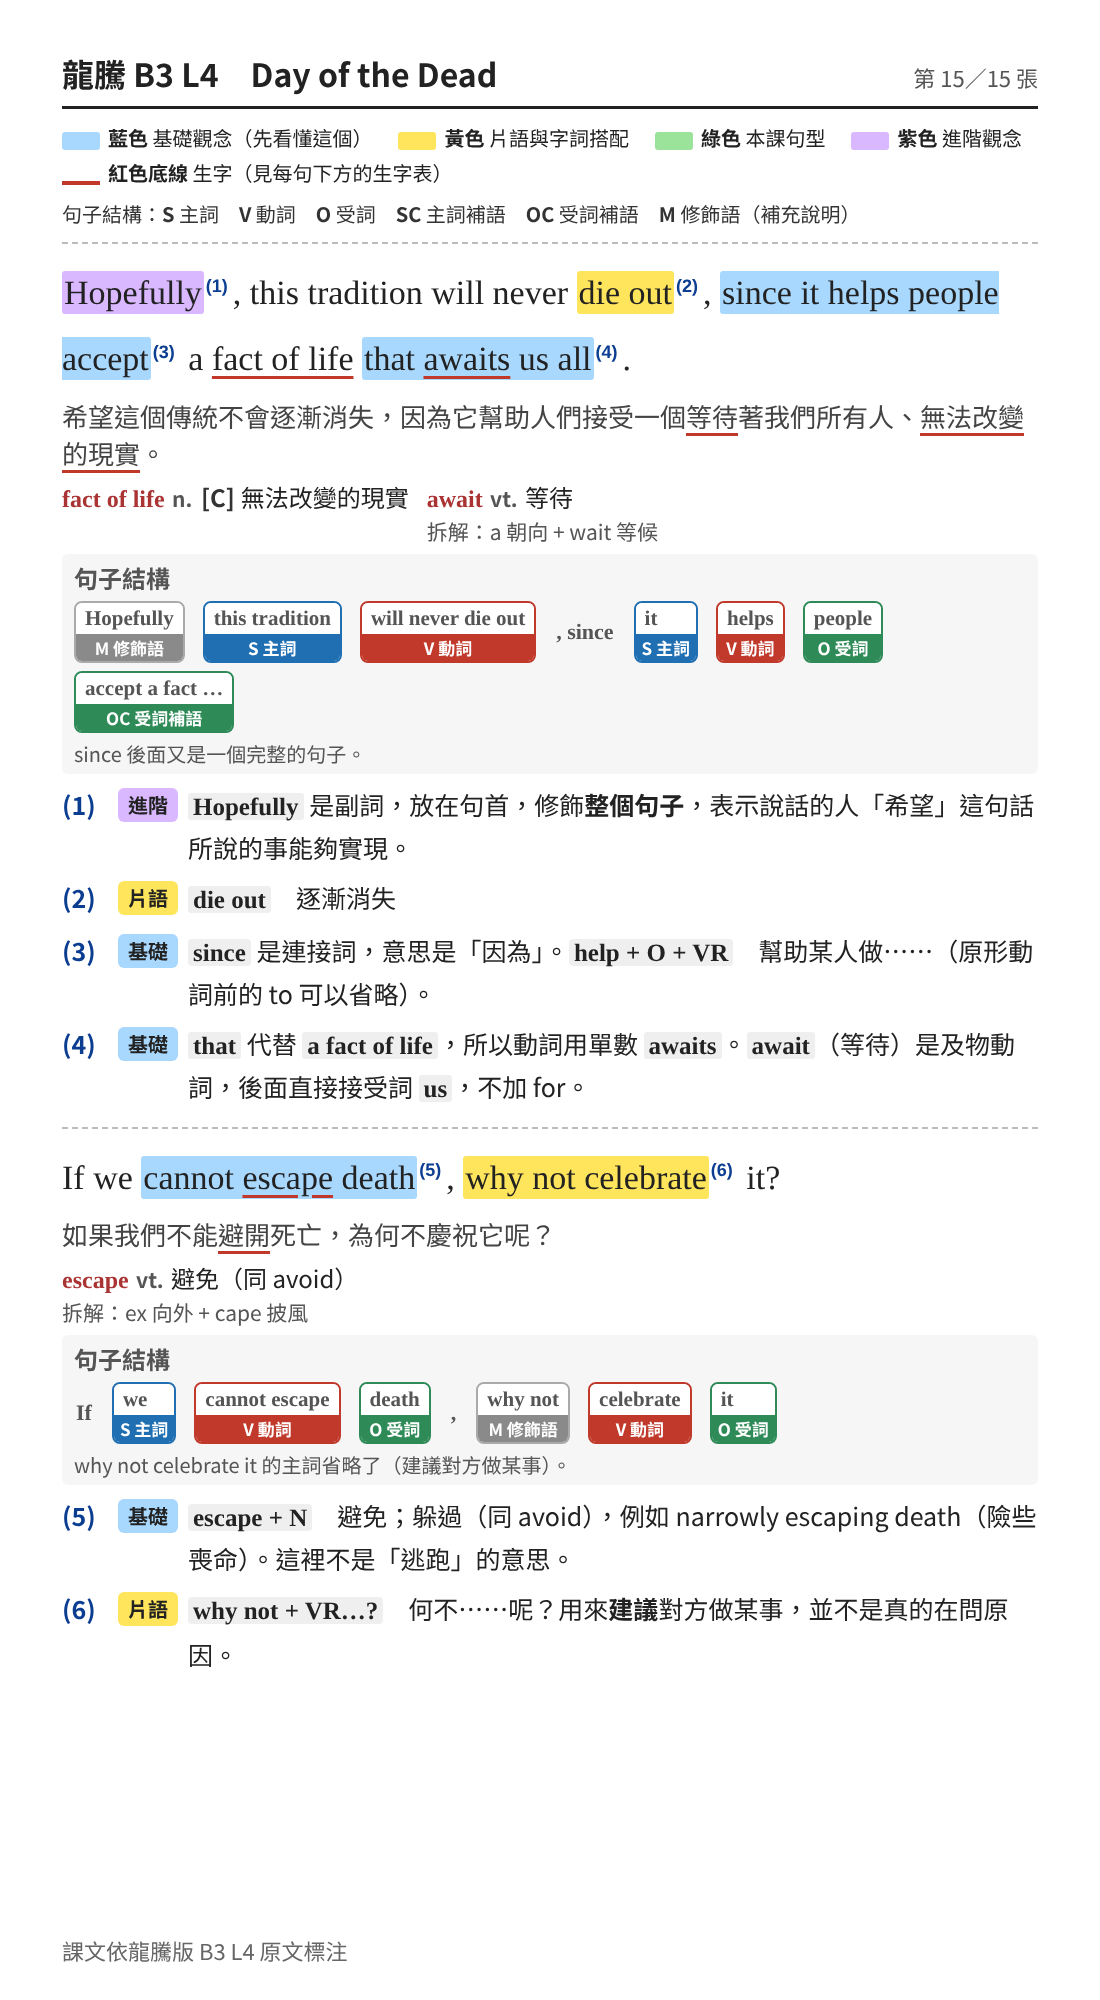 龍騰 B3 L4　Day of the Dead
第 15／15 張
藍色 基礎觀念（先看懂這個）　黃色 片語與字詞搭配　綠色 本課句型　紫色 進階觀念
紅色底線 生字（見每句下方的生字表）
句子結構：S 主詞　V 動詞　O 受詞　SC 主詞補語　OC 受詞補語　M 修飾語（補充說明）
Hopefully(1), this tradition will never die out(2), since it helps people
accept(3) a fact of life that awaits us all(4).
希望這個傳統不會逐漸消失，因為它幫助人們接受一個等待著我們所有人、無法改變
的現實。
fact of life n. [C] 無法改變的現實　await vt. 等待
拆解：a 朝向 + wait 等候
句子結構
Hopefully　this tradition　will never die out　, since　it　helps　people
M 修飾語　S 主詞　V 動詞　S 主詞　V 動詞　O 受詞
accept a fact …
OC 受詞補語
since 後面又是一個完整的句子。
(1) 進階 Hopefully 是副詞，放在句首，修飾整個句子，表示說話的人「希望」這句話
所說的事能夠實現。
(2) 片語 die out　逐漸消失
(3) 基礎 since 是連接詞，意思是「因為」。help + O + VR　幫助某人做……（原形動
詞前的 to 可以省略）。
(4) 基礎 that 代替 a fact of life，所以動詞用單數 awaits。await（等待）是及物動
詞，後面直接接受詞 us，不加 for。
If we cannot escape death(5), why not celebrate(6) it?
如果我們不能避開死亡，為何不慶祝它呢？
escape vt. 避免（同 avoid）
拆解：ex 向外 + cape 披風
句子結構
If　we　cannot escape　death　,　why not　celebrate　it
S 主詞　V 動詞　O 受詞　M 修飾語　V 動詞　O 受詞
why not celebrate it 的主詞省略了（建議對方做某事）。
(5) 基礎 escape + N　避免；躲過（同 avoid），例如 narrowly escaping death（險些
喪命）。這裡不是「逃跑」的意思。
(6) 片語 why not + VR…?　何不……呢？用來建議對方做某事，並不是真的在問原
因。
課文依龍騰版 B3 L4 原文標注